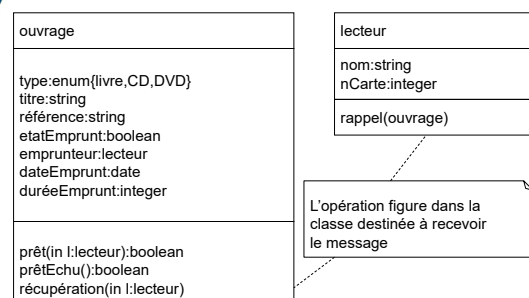 ouvrage
type:enum{livre,CD,DVD}
titre:string
référence:string
etatEmprunt:boolean
emprunteur:lecteur
dateEmprunt:date
duréeEmprunt:integer
prêt(in l:lecteur):boolean
prêtEchu():boolean
récupération(in l:lecteur)
lecteur
nom:string
nCarte:integer
rappel(ouvrage)
L'opération figure dans la
classe destinée à recevoir
le message